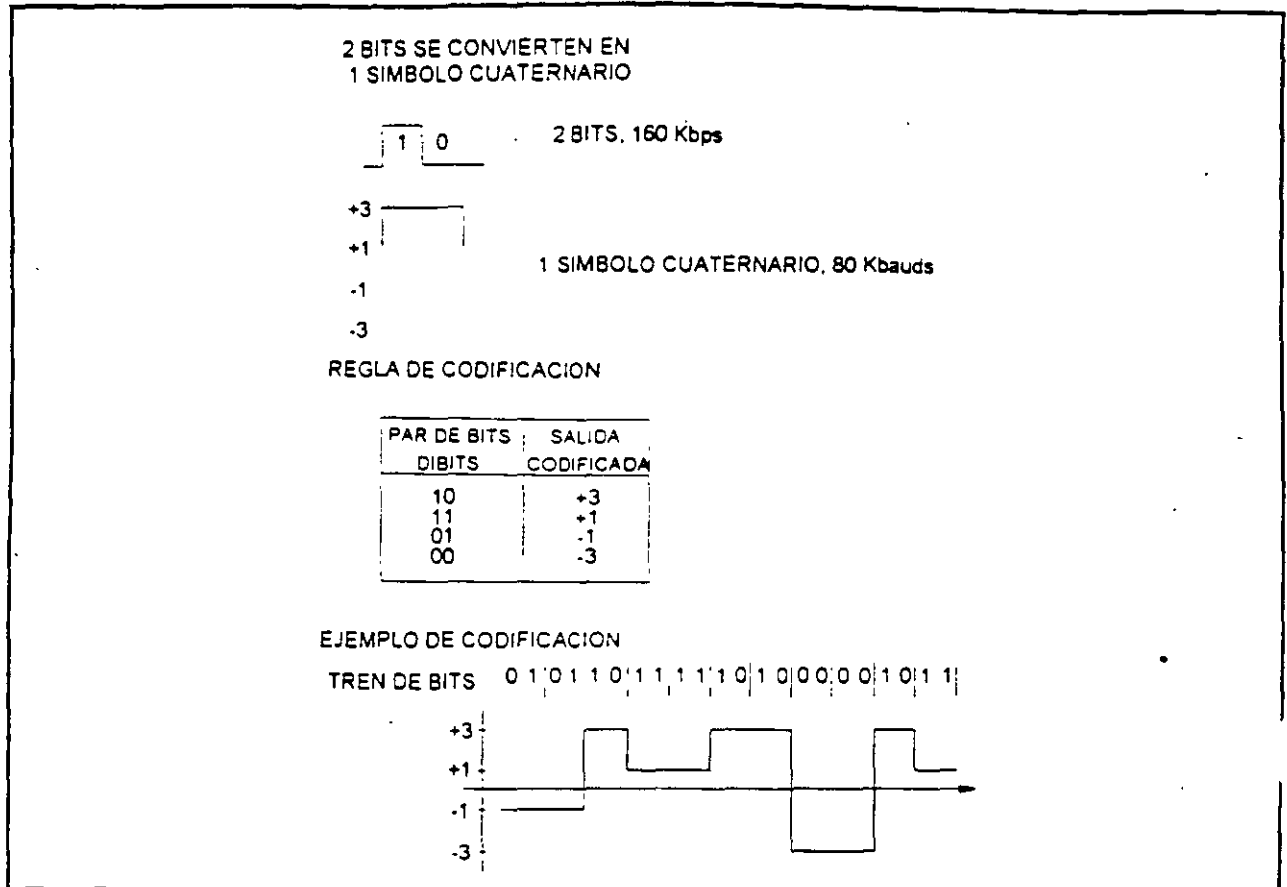 2 BITS SE CONVIERTEN EN
1 SIMBOLO CUATERNARIO
1 0
2 BITS, 160 Kbps
+3
+1
1 SIMBOLO CUATERNARIO, 80 Kbauds
-1
-3
REGLA DE CODIFICACION
PAR DE BITS SALIDA
DIBITS CODIFICADA
10 +3
11 +1
01 -1
00 -3
EJEMPLO DE CODIFICACION
TREN DE BITS 0 1 0 1 1 0 1 1 1 1 1 0 1 0 0 0 0 0 1 0 1 1
+3
+1
-1
-3